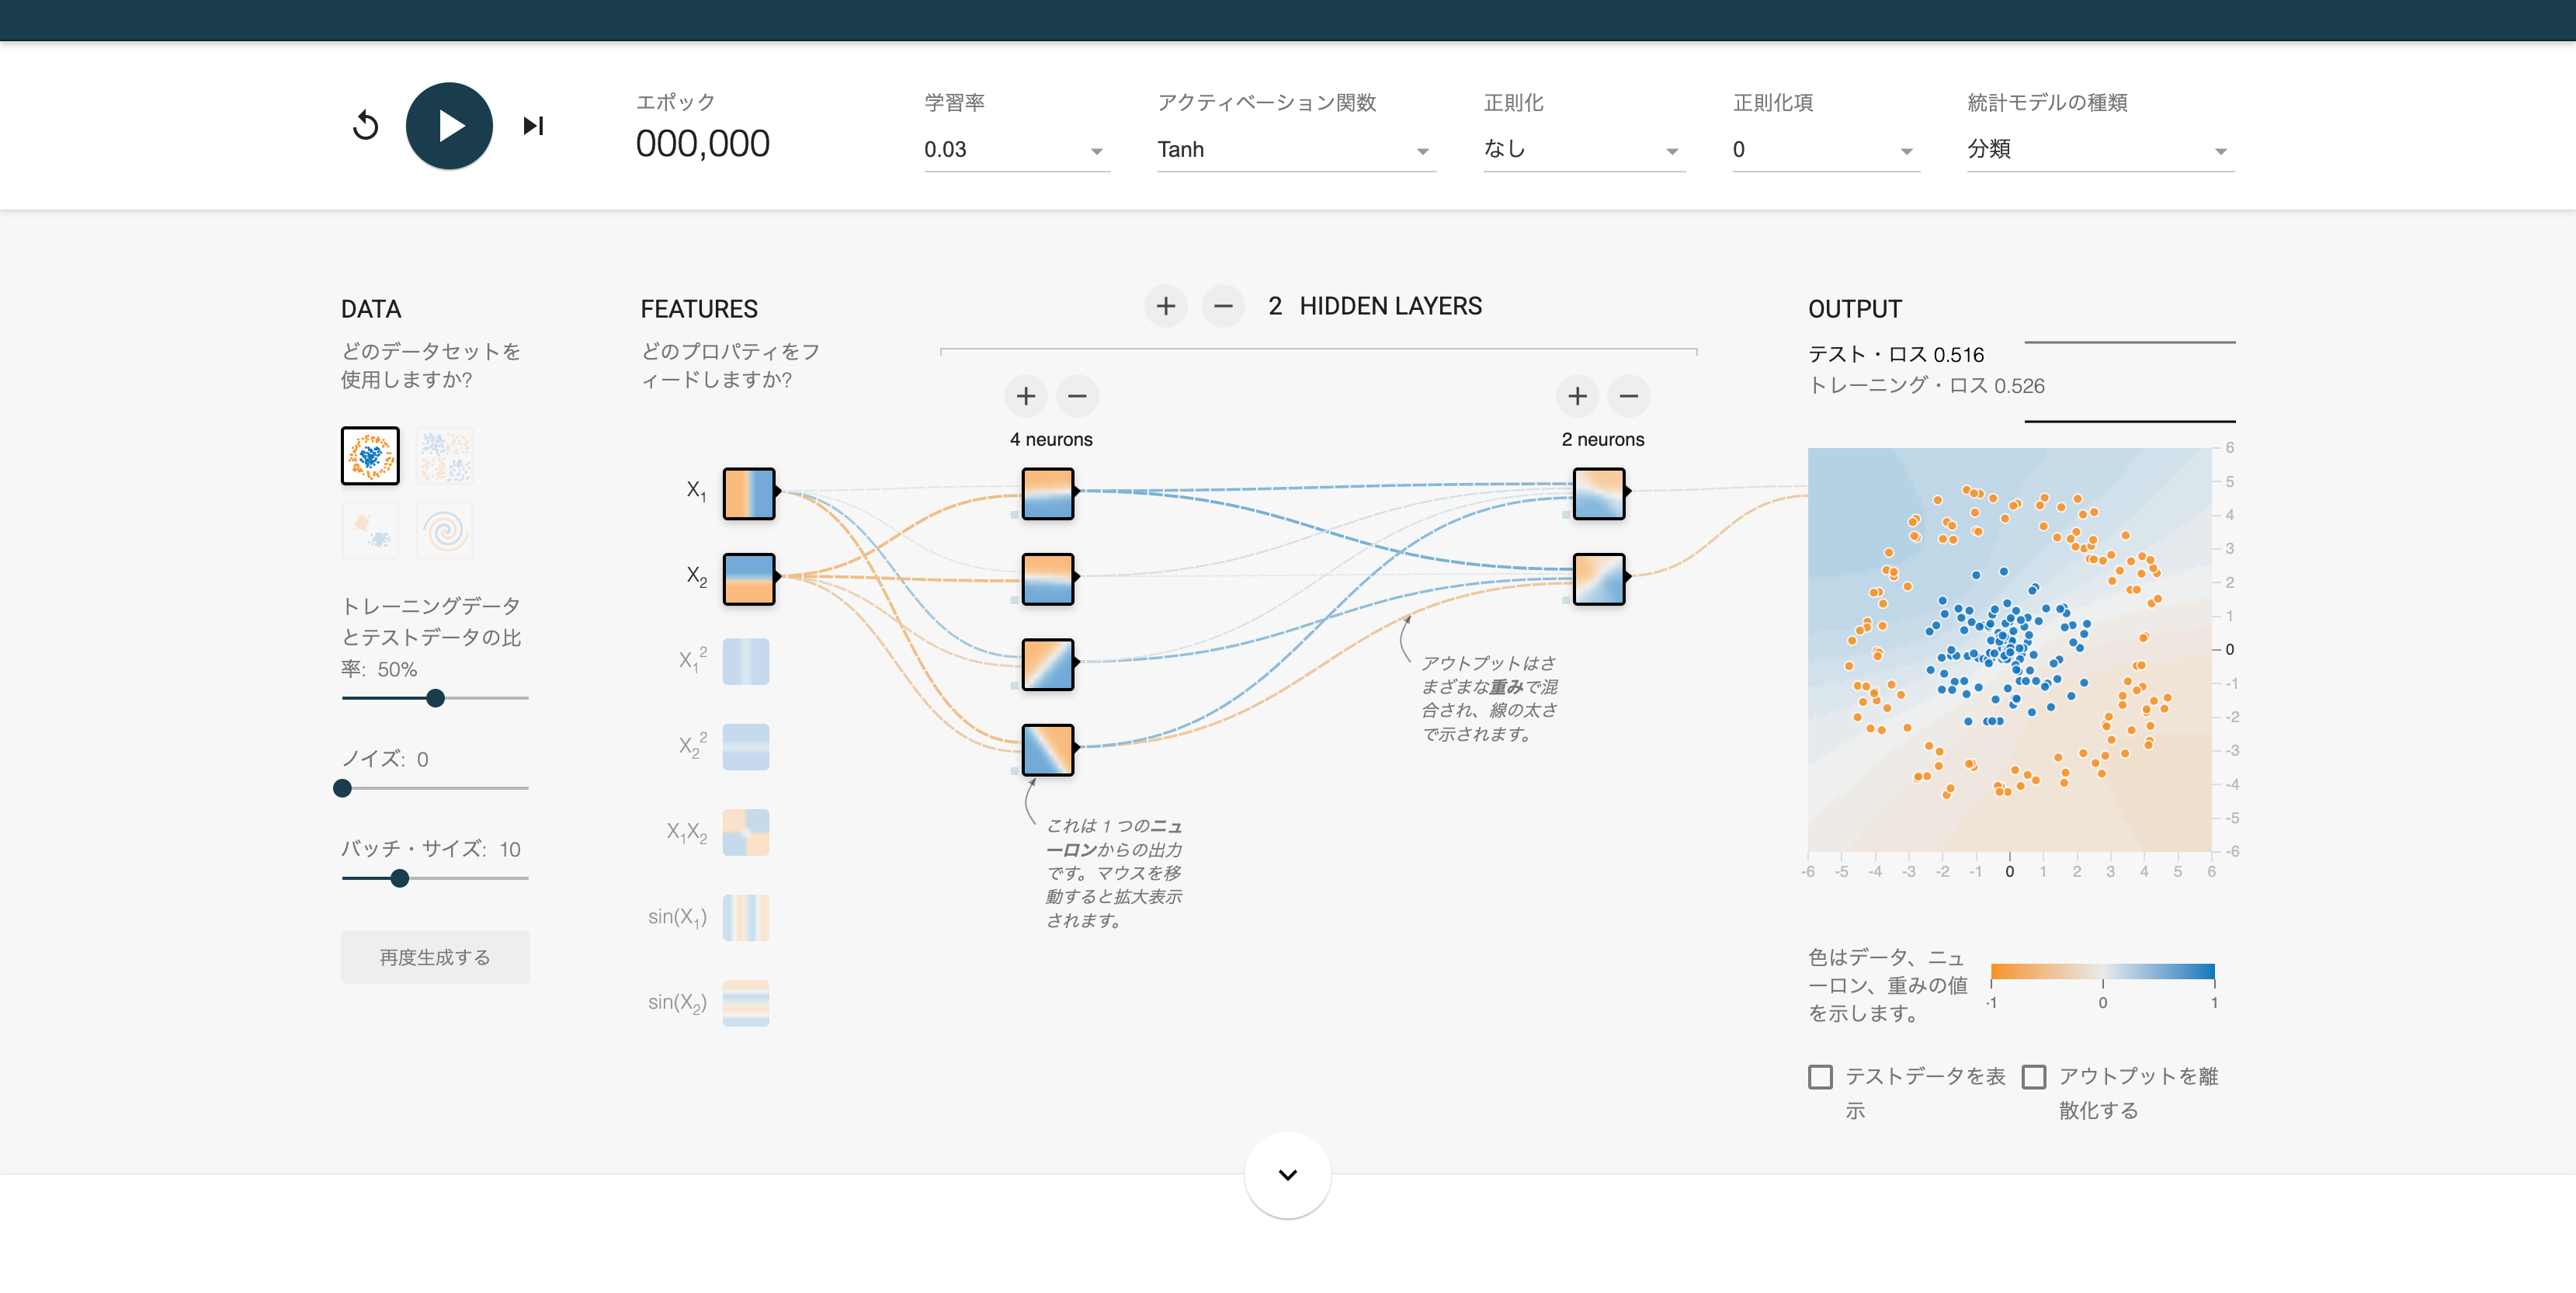 エポック
000,000
学習率
0.03
アクティベーション関数
Tanh
正則化
なし
正則化項
0
統計モデルの種類
分類
DATA
どのデータセットを
使用しますか?
トレーニングデータ
とテストデータの比
率: 50%
ノイズ: 0
バッチ・サイズ: 10
再度生成する
FEATURES
どのプロパティをフ
ィードしますか?
X1
X2
X1²
X2²
X1X2
sin(X1)
sin(X2)
2 HIDDEN LAYERS
4 neurons
2 neurons
これは 1 つのニュ
ーロンからの出力
です。マウスを移
動すると拡大表示
されます。
アウトプットはさ
まざまな重みで混
合され、線の太さ
で示されます。
OUTPUT
テスト・ロス 0.516
トレーニング・ロス 0.526
6
5
4
3
2
1
0
-1
-2
-3
-4
-5
-6
-6 -5 -4 -3 -2 -1 0 1 2 3 4 5 6
色はデータ、ニュ
ーロン、重みの値
を示します。
-1 0 1
テストデータを表
示
アウトプットを離
散化する